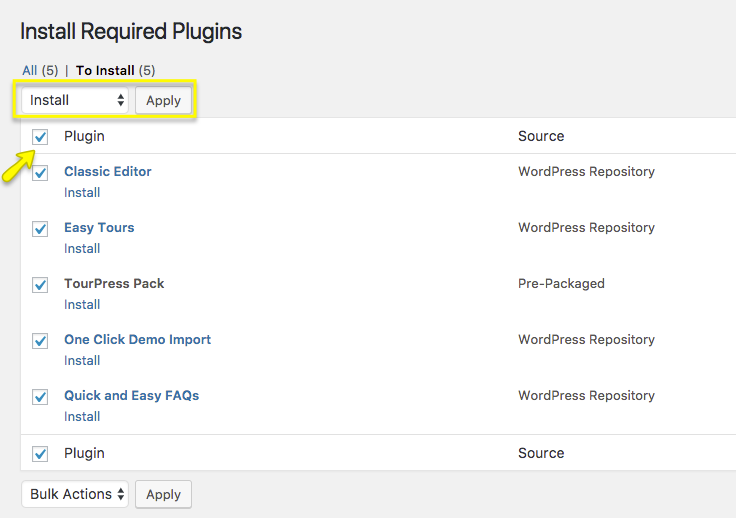 Install Required Plugins
All (5) | To Install (5)
Install Apply
Plugin Source
Classic Editor WordPress Repository
Install
Easy Tours WordPress Repository
Install
TourPress Pack Pre-Packaged
Install
One Click Demo Import WordPress Repository
Install
Quick and Easy FAQs WordPress Repository
Install
Plugin Source
Bulk Actions Apply